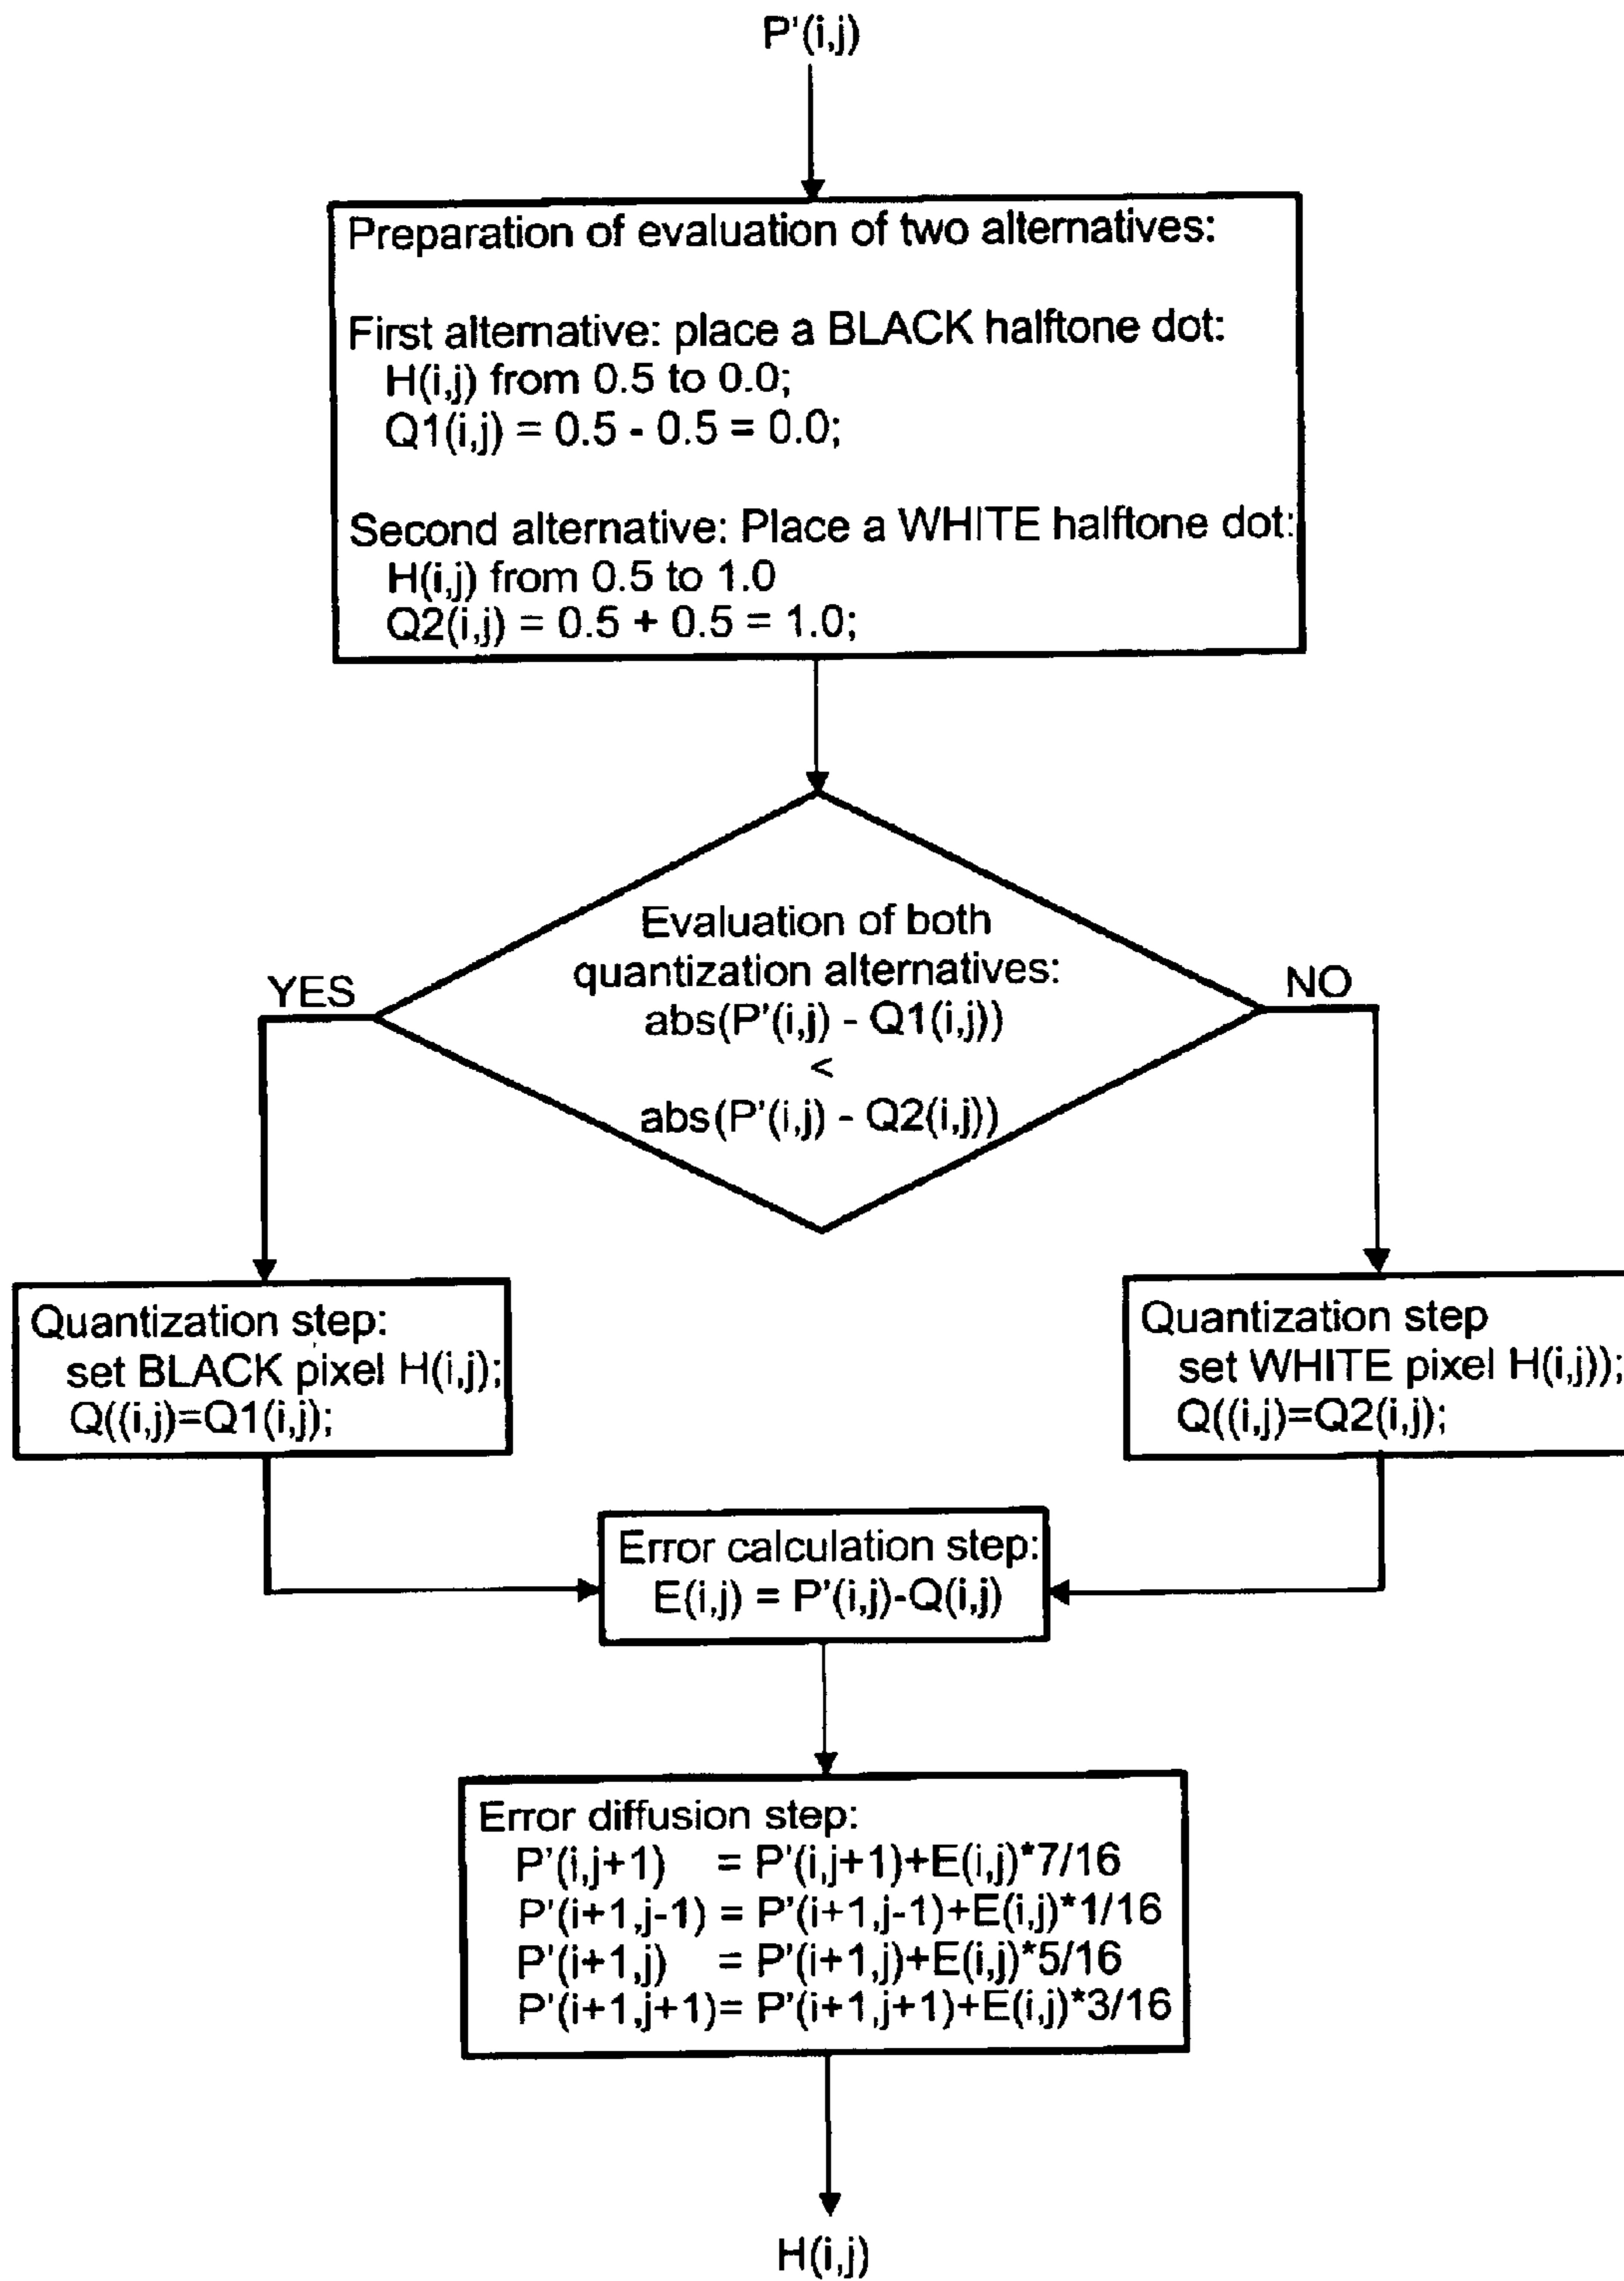 P'(i,j)
Preparation of evaluation of two alternatives:
First alternative: place a BLACK halftone dot:
H(i,j) from 0.5 to 0.0;
Q1(i,j) = 0.5 - 0.5 = 0.0;
Second alternative: Place a WHITE halftone dot:
H(i,j) from 0.5 to 1.0
Q2(i,j) = 0.5 + 0.5 = 1.0;
Evaluation of both
quantization alternatives:
abs(P'(i,j) - Q1(i,j))
<
abs(P'(i,j) - Q2(i,j))
YES
NO
Quantization step:
set BLACK pixel H(i,j);
Q((i,j)=Q1(i,j);
Quantization step
set WHITE pixel H(i,j));
Q((i,j)=Q2(i,j);
Error calculation step:
E(i,j) = P'(i,j)-Q(i,j)
Error diffusion step:
P'(i,j+1) = P'(i,j+1)+E(i,j)*7/16
P'(i+1,j-1) = P'(i+1,j-1)+E(i,j)*1/16
P'(i+1,j) = P'(i+1,j)+E(i,j)*5/16
P'(i+1,j+1)= P'(i+1,j+1)+E(i,j)*3/16
H(i,j)